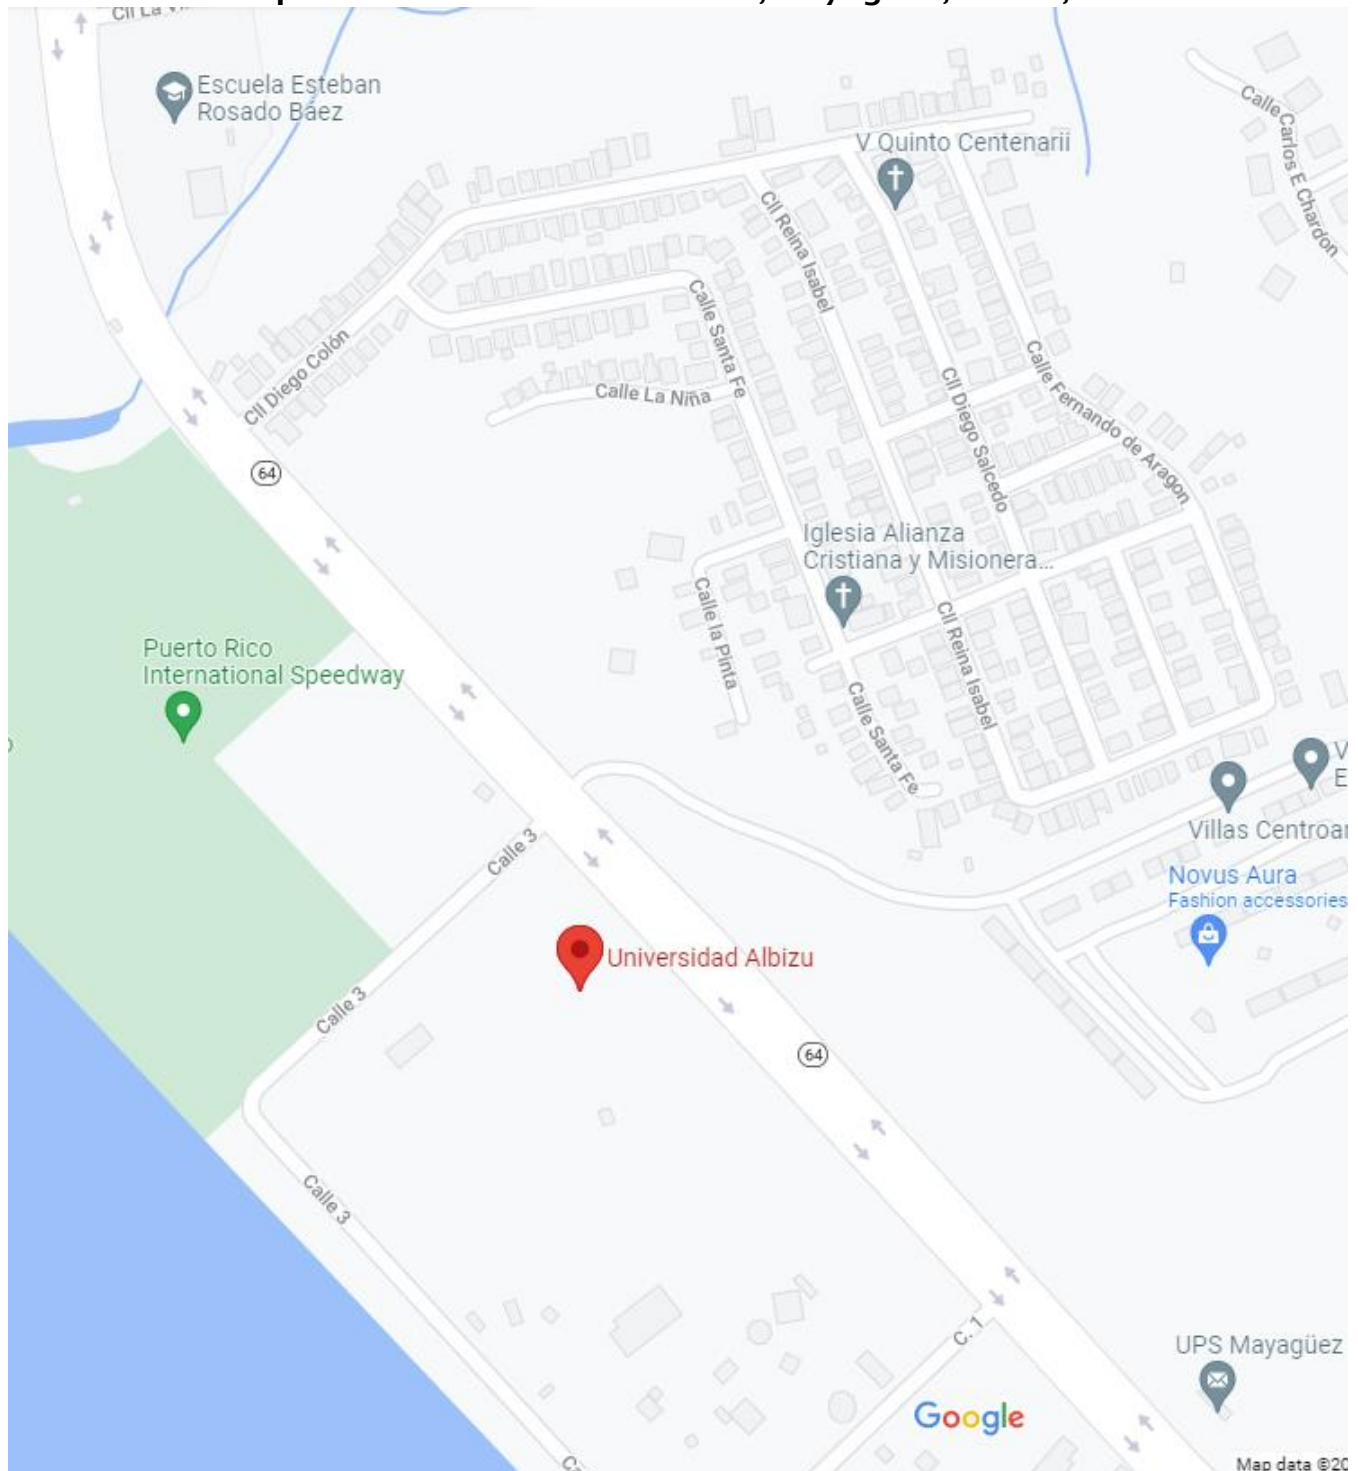 Cll La
Escuela Esteban
Rosado Báez
Calle Carlos E Chardon
V Quinto Centenarii
Cll Reina Isabel
Calle Santa Fe
Cll Diego Colón
Calle La Niña
Cll Diego Salcedo
Calle Fernando de Aragon
64
Iglesia Alianza
Cristiana y Misionera...
Calle la Pinta
Cll Reina Isabel
Puerto Rico
International Speedway
Calle Santa Fe
V
E
Villas Centroa
Calle 3
Novus Aura
Fashion accessories
Universidad Albizu
Calle 3
64
Calle 3
C. 1
UPS Mayagüez
Google
Map data ©20